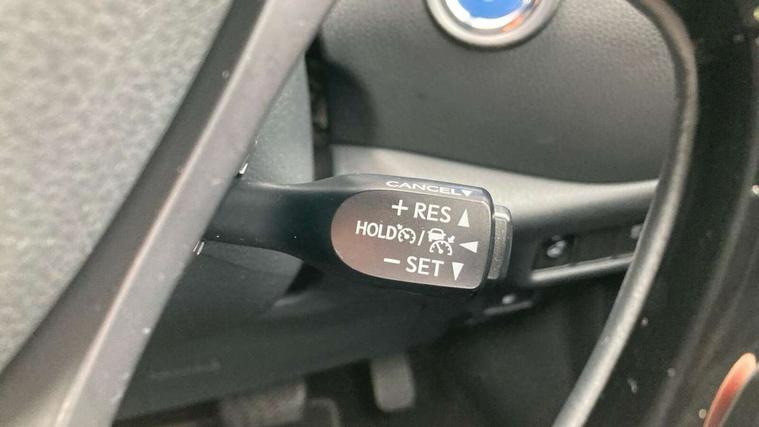 CANCEL▼
+ RES ▲
HOLD / ◀
− SET ▼